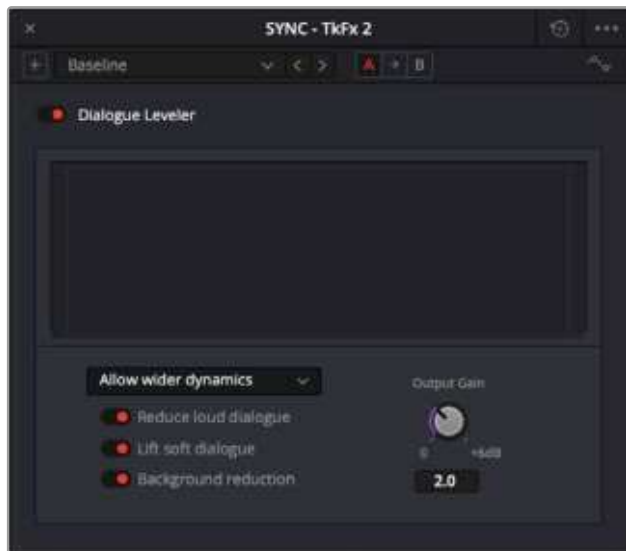 SYNC - TkFx 2
Baseline
A B
Dialogue Leveler
Allow wider dynamics
Output Gain
Reduce loud dialogue
Lift soft dialogue
0 +6dB
Background reduction
2.0